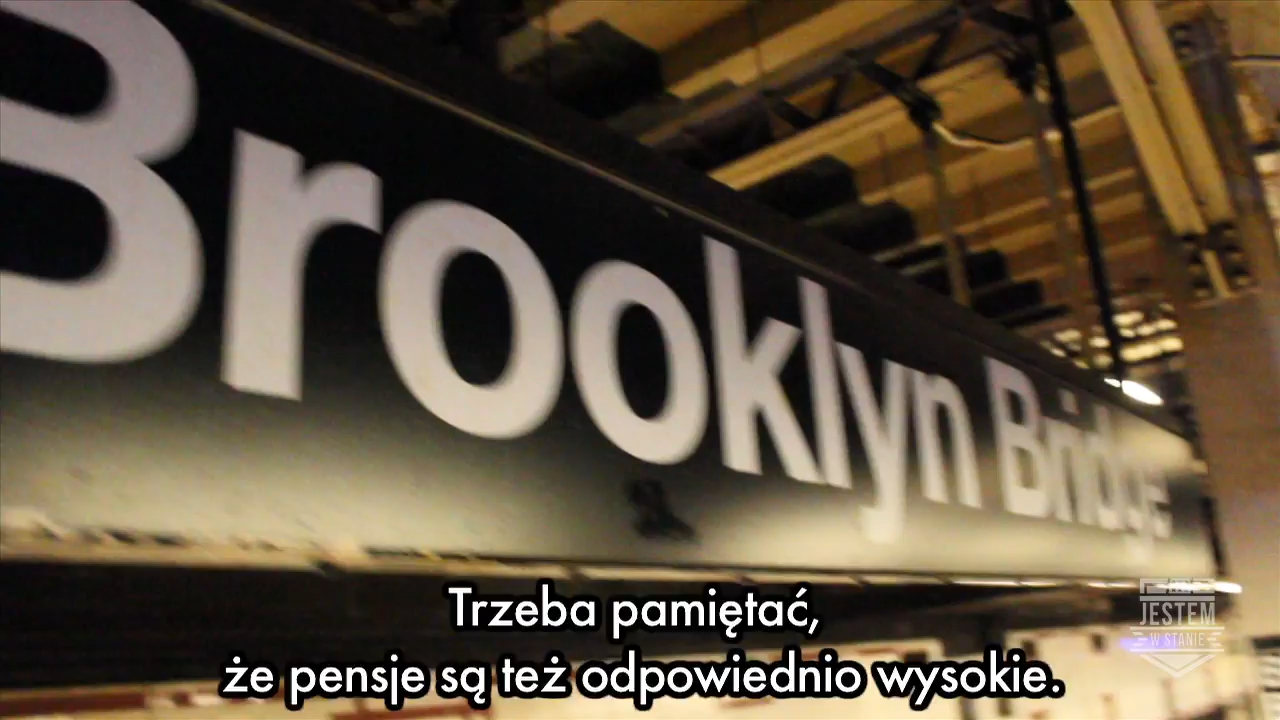 Brooklyn Bridge
Trzeba pamiętać,
że pensje są też odpowiednio wysokie.
JESTEM
W STANIE